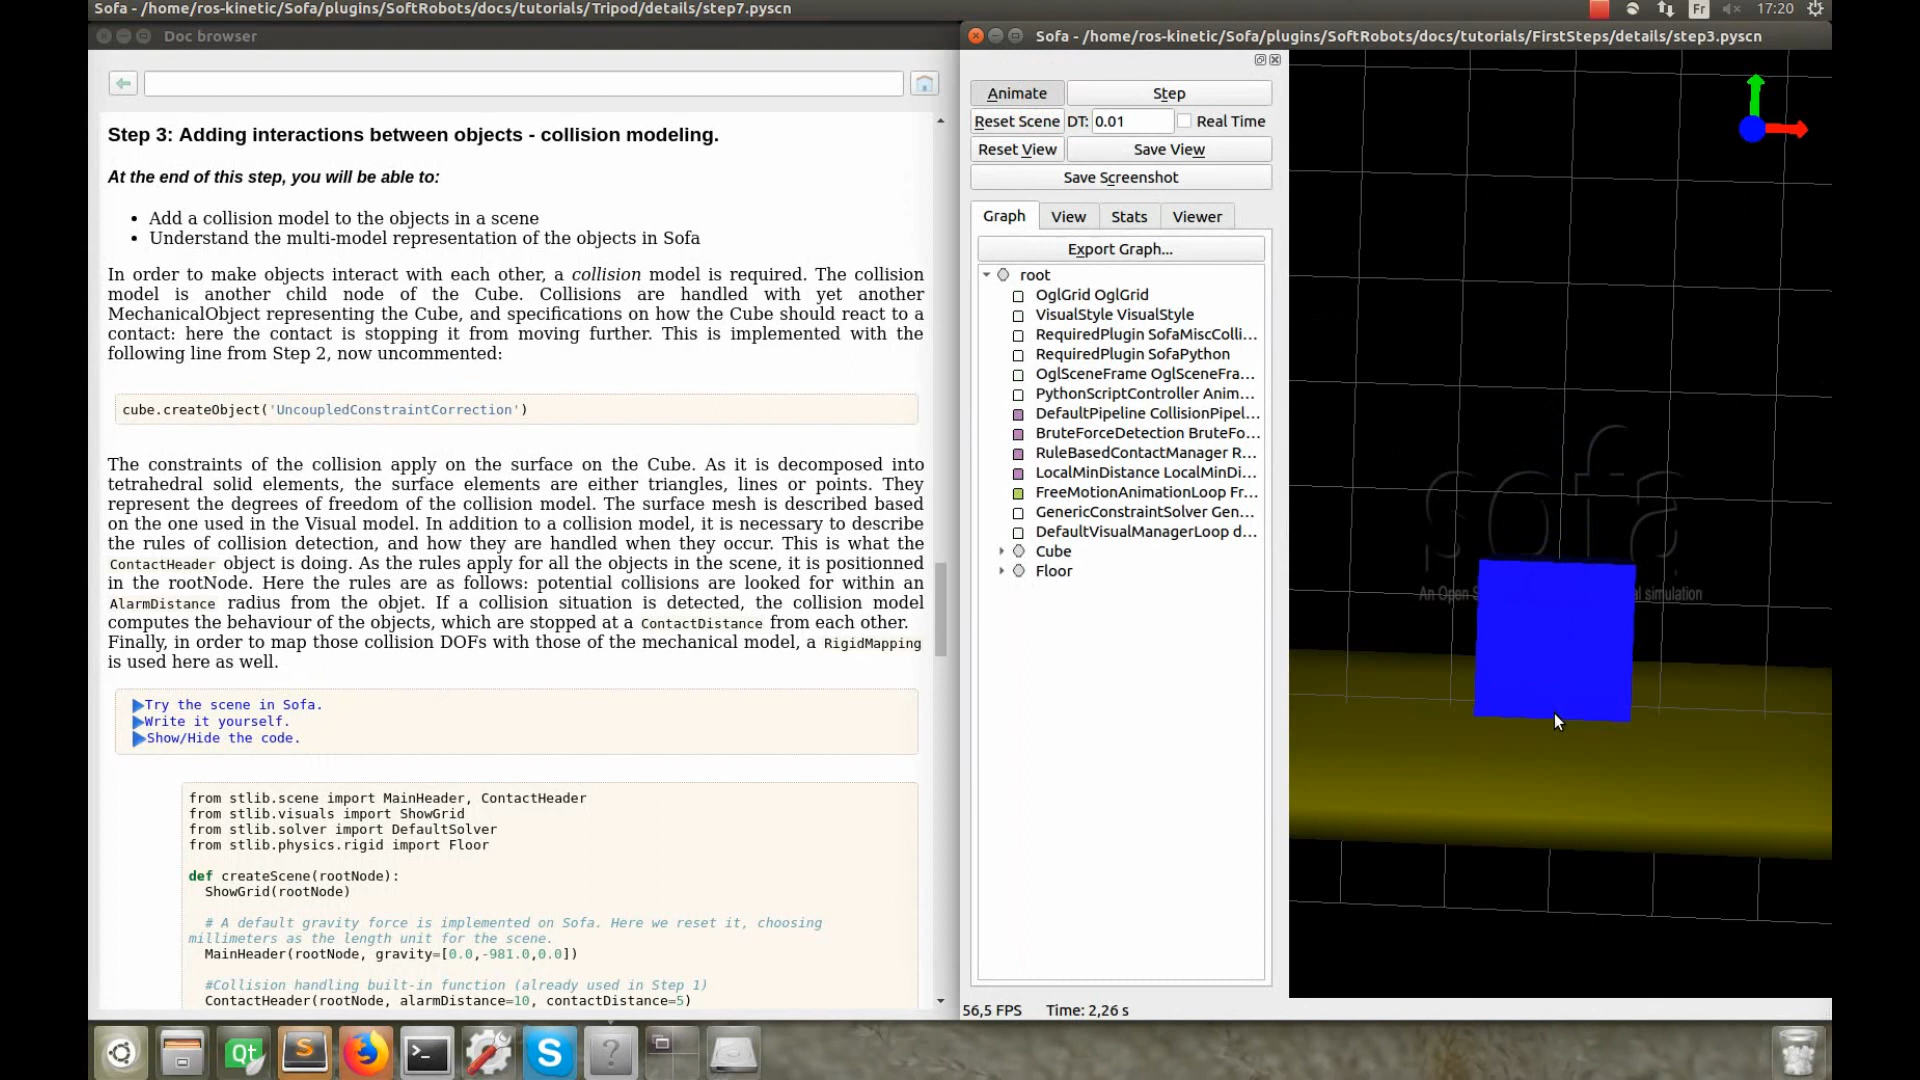 Sofa - /home/ros-kinetic/Sofa/plugins/SoftRobots/docs/tutorials/Tripod/details/step7.pyscn
Fr
17:20
Doc browser
Step 3: Adding interactions between objects - collision modeling.
At the end of this step, you will be able to:
• Add a collision model to the objects in a scene
• Understand the multi-model representation of the objects in Sofa
In order to make objects interact with each other, a collision model is required. The collision
model is another child node of the Cube. Collisions are handled with yet another
MechanicalObject representing the Cube, and specifications on how the Cube should react to a
contact: here the contact is stopping it from moving further. This is implemented with the
following line from Step 2, now uncommented:
cube.createObject('UncoupledConstraintCorrection')
The constraints of the collision apply on the surface on the Cube. As it is decomposed into
tetrahedral solid elements, the surface elements are either triangles, lines or points. They
represent the degrees of freedom of the collision model. The surface mesh is described based
on the one used in the Visual model. In addition to a collision model, it is necessary to describe
the rules of collision detection, and how they are handled when they occur. This is what the
ContactHeader object is doing. As the rules apply for all the objects in the scene, it is positionned
in the rootNode. Here the rules are as follows: potential collisions are looked for within an
AlarmDistance radius from the objet. If a collision situation is detected, the collision model
computes the behaviour of the objects, which are stopped at a ContactDistance from each other.
Finally, in order to map those collision DOFs with those of the mechanical model, a RigidMapping
is used here as well.
Try the scene in Sofa.
Write it yourself.
Show/Hide the code.
from stlib.scene import MainHeader, ContactHeader
from stlib.visuals import ShowGrid
from stlib.solver import DefaultSolver
from stlib.physics.rigid import Floor
def createScene(rootNode):
ShowGrid(rootNode)
# A default gravity force is implemented on Sofa. Here we reset it, choosing
millimeters as the length unit for the scene.
MainHeader(rootNode, gravity=[0.0,-981.0,0.0])
#Collision handling built-in function (already used in Step 1)
ContactHeader(rootNode, alarmDistance=10, contactDistance=5)
Sofa - /home/ros-kinetic/Sofa/plugins/SoftRobots/docs/tutorials/FirstSteps/details/step3.pyscn
Animate
Step
Reset Scene
DT:
0.01
Real Time
Reset View
Save View
Save Screenshot
Graph
View
Stats
Viewer
Export Graph...
root
OglGrid OglGrid
VisualStyle VisualStyle
RequiredPlugin SofaMiscColli...
RequiredPlugin SofaPython
OglSceneFrame OglSceneFra...
PythonScriptController Anim...
DefaultPipeline CollisionPipel...
BruteForceDetection BruteFo...
RuleBasedContactManager R...
LocalMinDistance LocalMinDi...
FreeMotionAnimationLoop Fr...
GenericConstraintSolver Gen...
DefaultVisualManagerLoop d...
Cube
Floor
56,5 FPS
Time: 2,26 s
sofa
An Open S
al simulation
Qt
S
>_
S
?